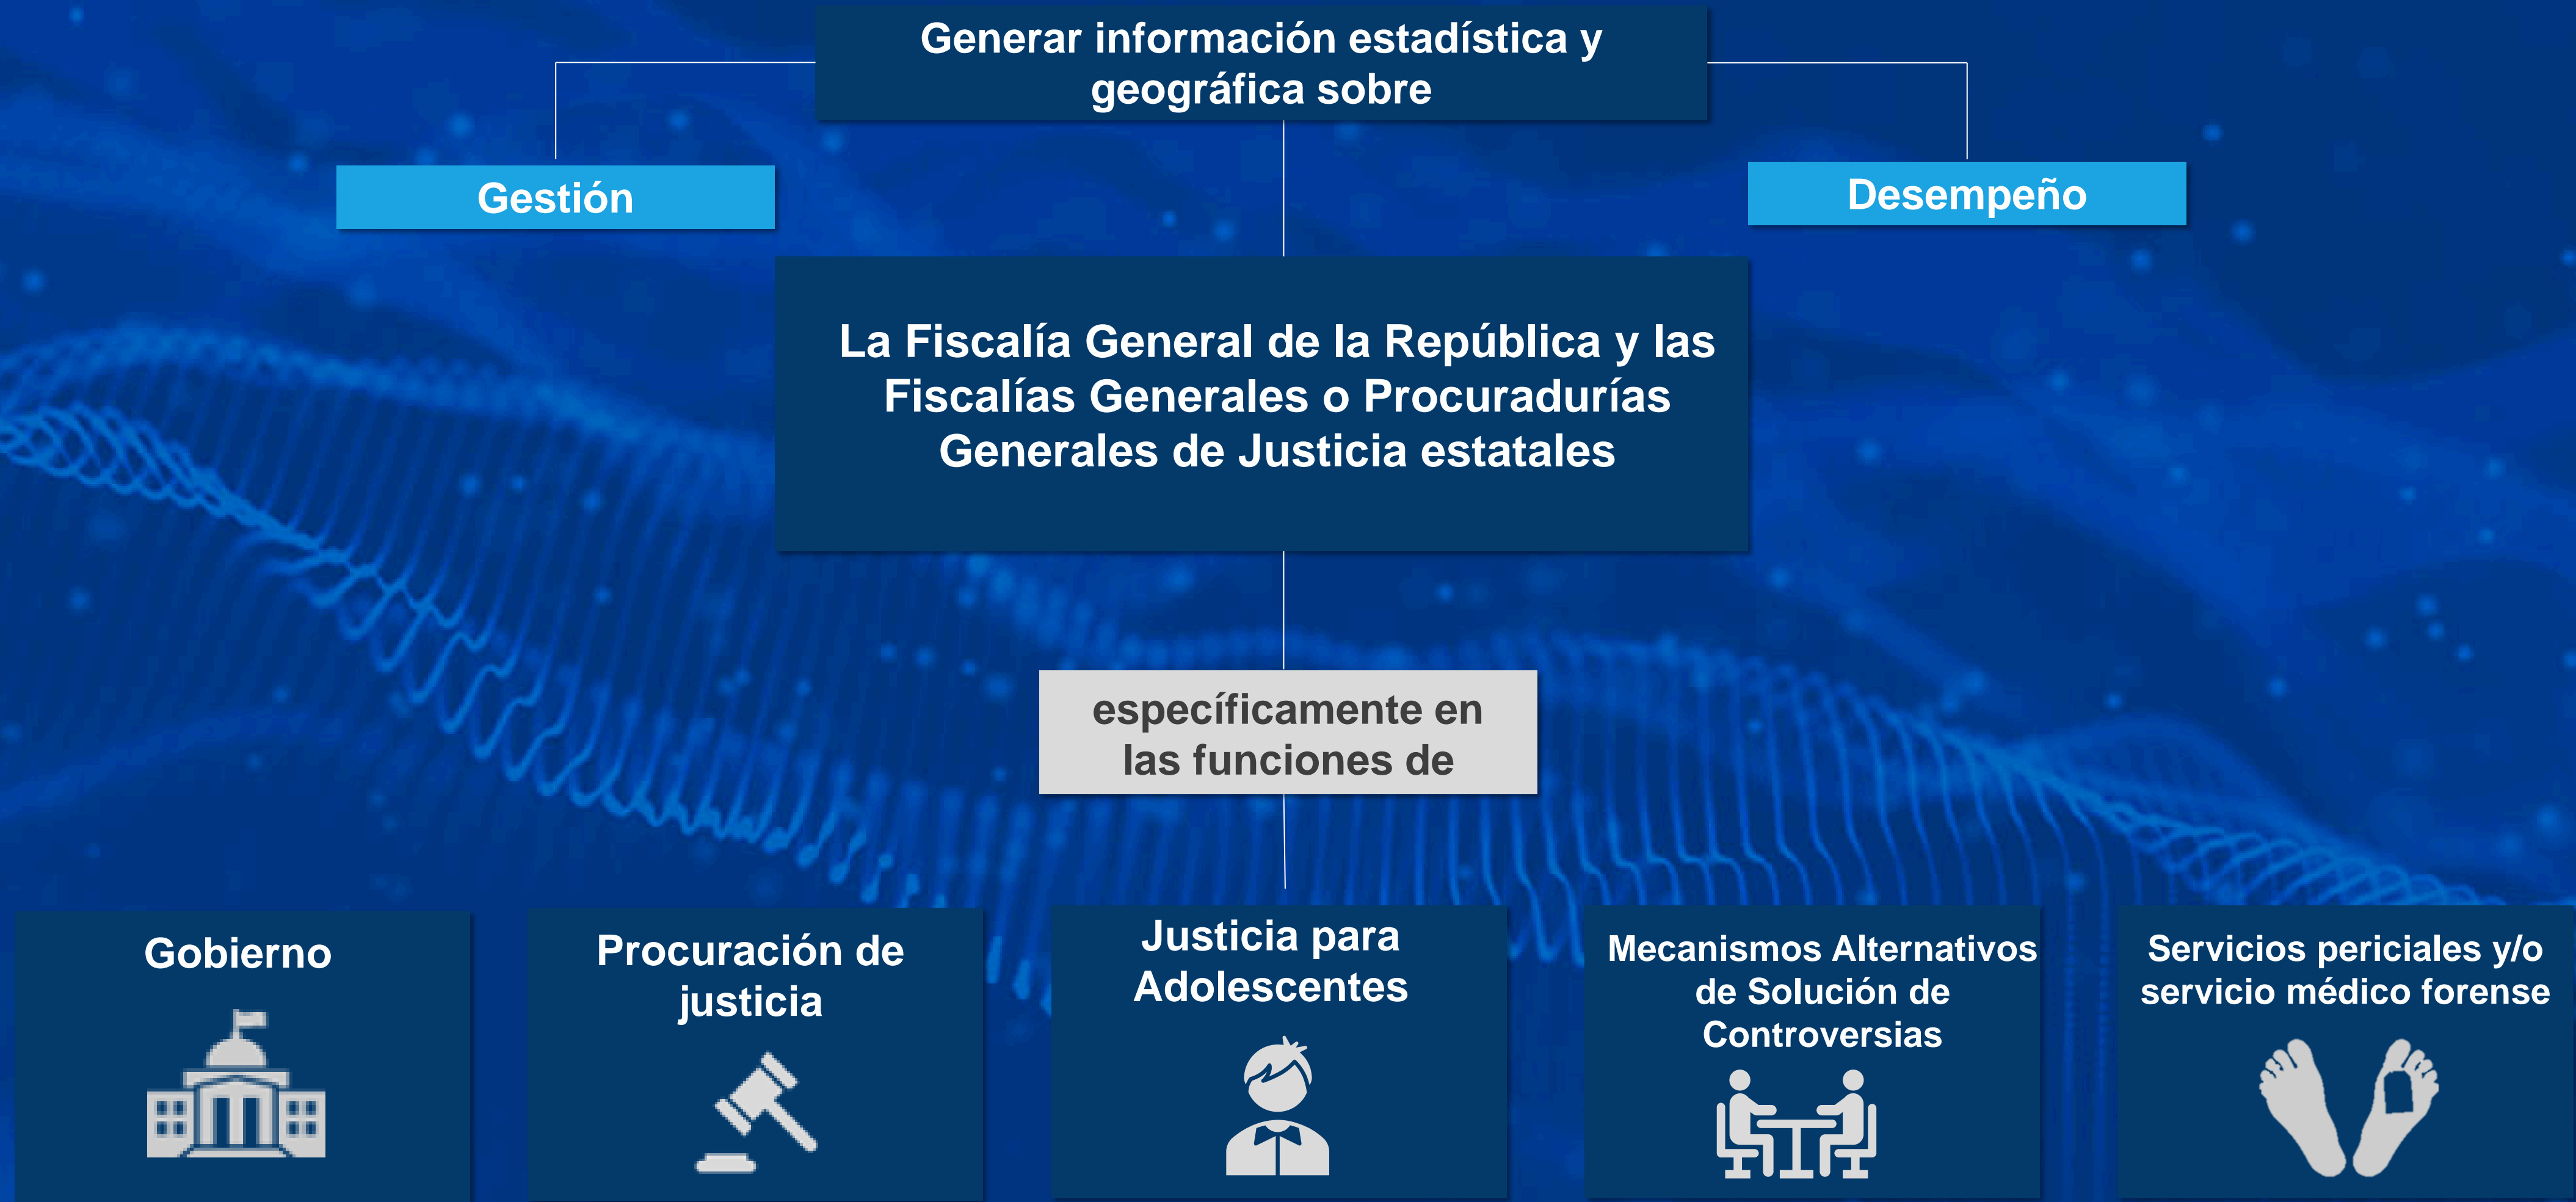 Generar información estadística y
geográfica sobre
Gestión
Desempeño
La Fiscalía General de la República y las
Fiscalías Generales o Procuradurías
Generales de Justicia estatales
específicamente en
las funciones de
Gobierno
Procuración de
justicia
Justicia para
Adolescentes
Mecanismos Alternativos
de Solución de
Controversias
Servicios periciales y/o
servicio médico forense